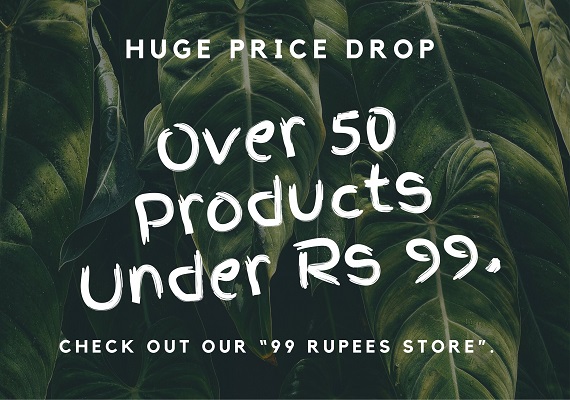 HUGE PRICE DROP
Over 50
Products
Under Rs 99.
CHECK OUT OUR “99 RUPEES STORE”.